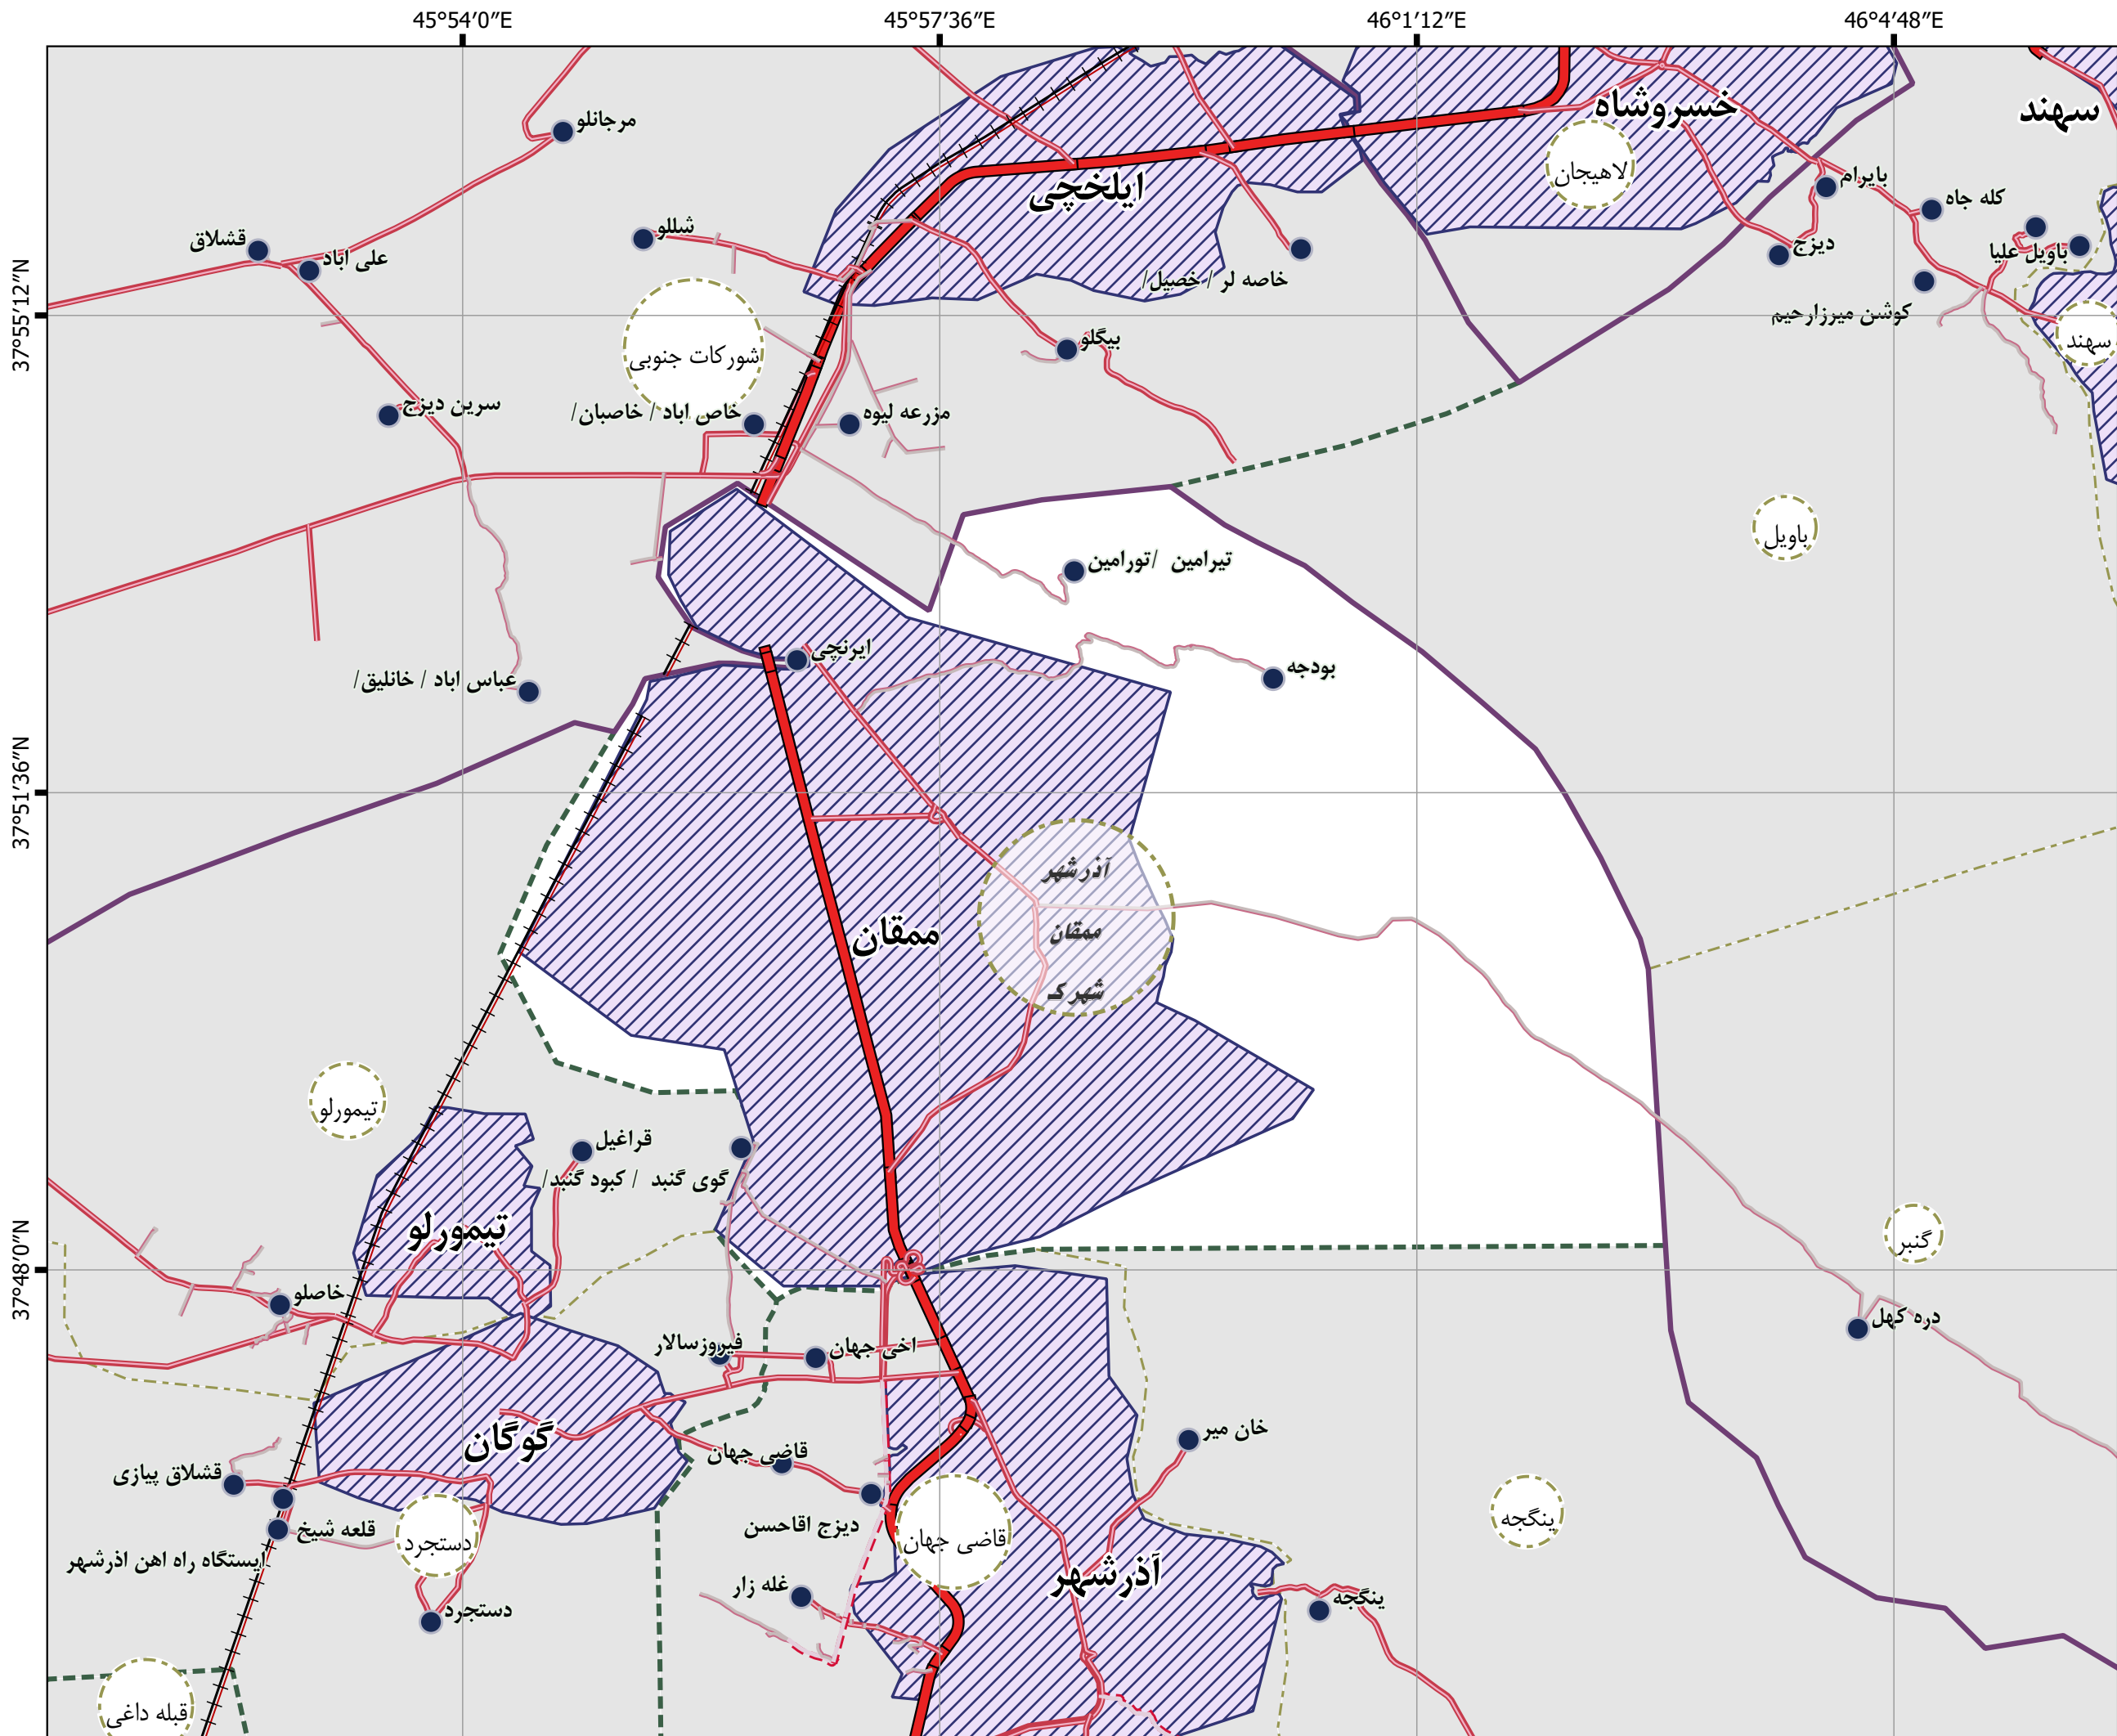 45°54'0"E
45°57'36"E
46°1'12"E
46°4'48"E
37°55'12"N
37°51'36"N
37°48'0"N
مرجانلو
خسروشاه
سهند
لاهیجان
ایلخچی
بایرام
کله جاه
قشلاق
علی اباد
شللو
خاصه لر / خصیل/
دیزج
باویل علیا
کوشن میرزارحیم
سهند
شورکات جنوبی
بیگلو
سرین دیزج
خاص اباد / خاصبان/
مزرعه لیوه
باویل
تیرامین /تورامین
ایرنچی
بودجه
عباس اباد / خانلیق/
آذر شهر
ممقان
ممقان
شهرک
تیمورلو
قراغیل
گوی گنبد / کبود گنبد/
تیمورلو
گنبر
خاصلو
دره کهل
فیروزسالار
اخی جهان
گوگان
خان میر
قاضی جهان
قشلاق پیازی
دیزج اقاحسن
قاضی جهان
ینگجه
قلعه شیخ
دستجرد
ایستگاه راه اهن اذرشهر
آذرشهر
غله زار
دستجرد
ینگجه
قبله داغی